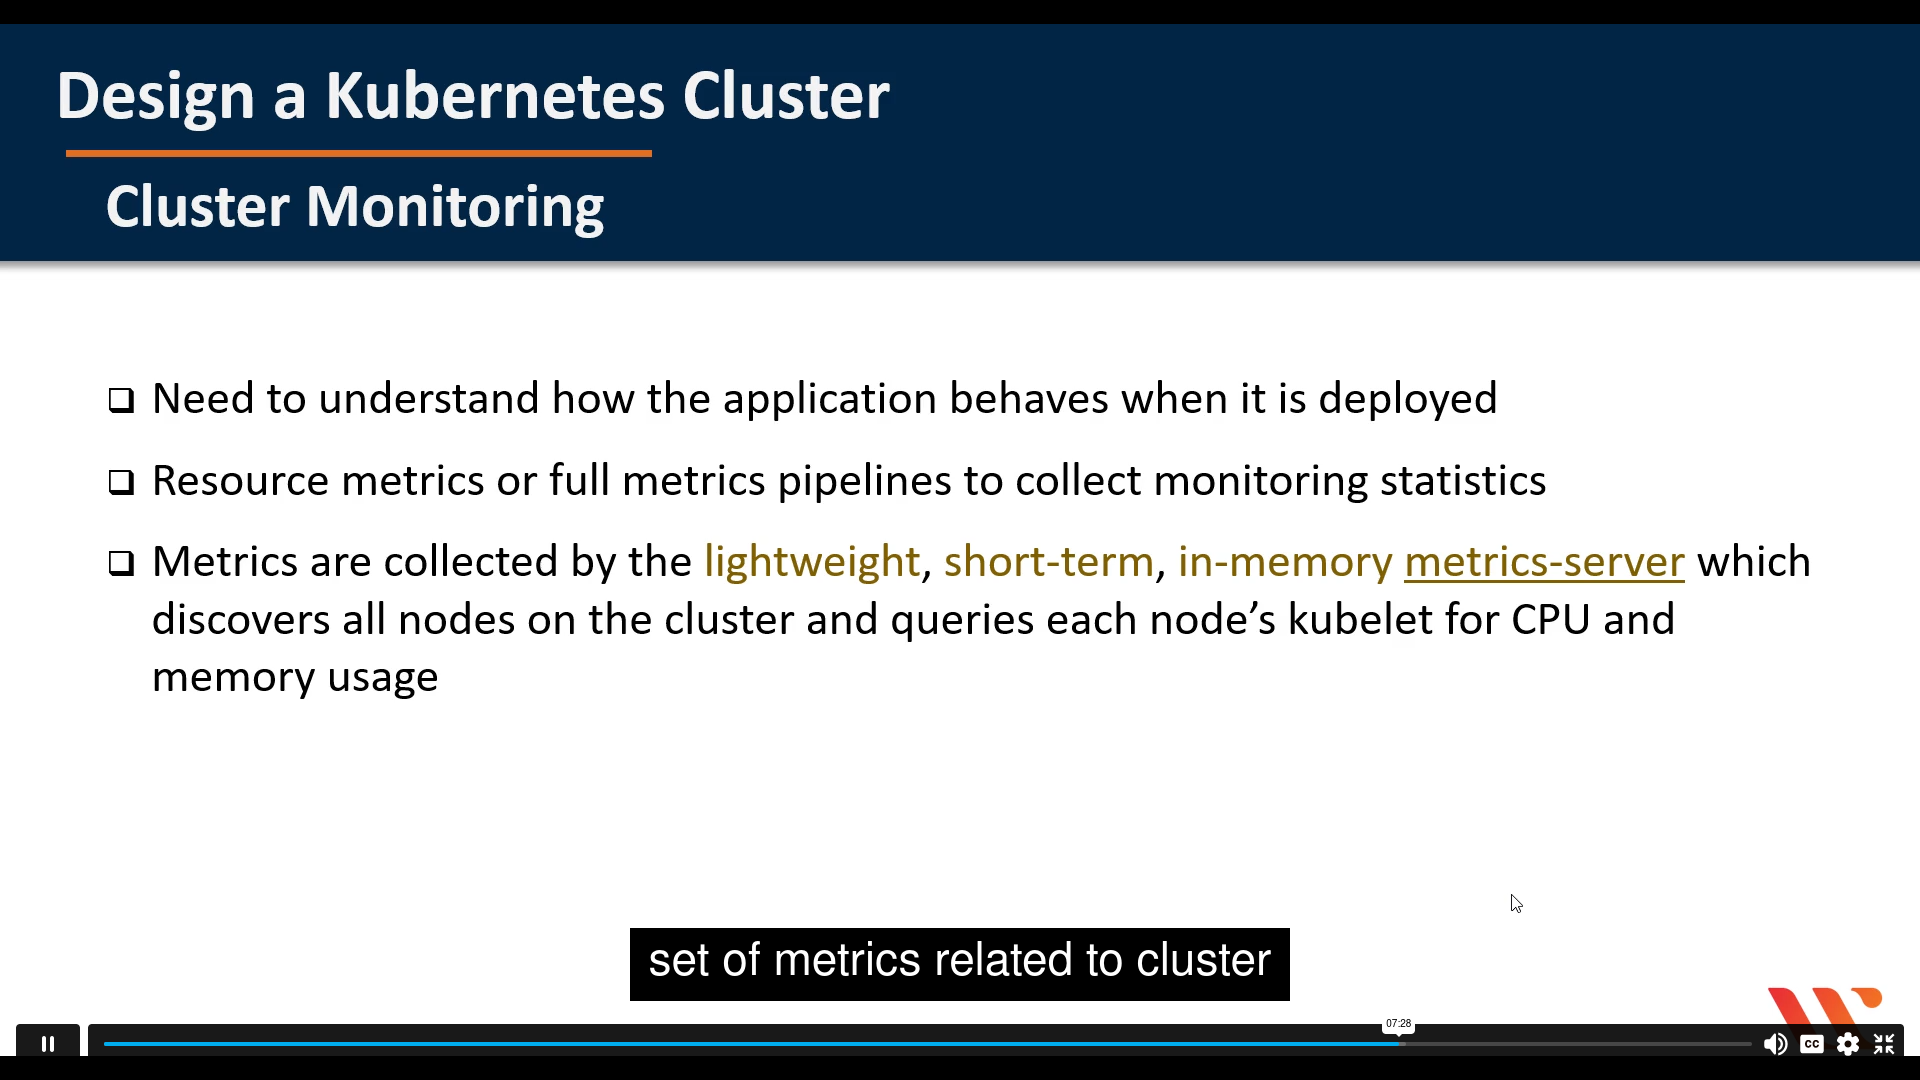 Design a Kubernetes Cluster
Cluster Monitoring
Need to understand how the application behaves when it is deployed
Resource metrics or full metrics pipelines to collect monitoring statistics
Metrics are collected by the lightweight, short-term, in-memory metrics-server which
discovers all nodes on the cluster and queries each node’s kubelet for CPU and
memory usage
set of metrics related to cluster
07:28
CC